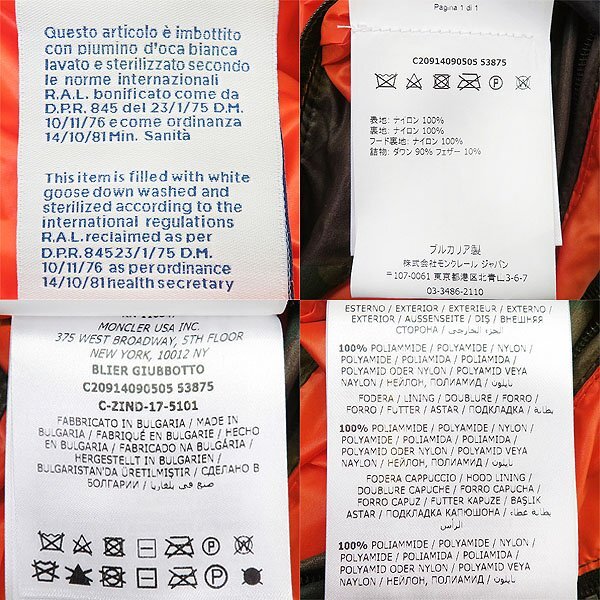 Questo articolo è imbottito
con piumino d'oca bianca
lavato e sterilizzato secondo
le norme internazionali
R.A.L. bonificato come da
D.P.R. 845 del 23/1/75 D.M.
10/11/76 e come ordinanza
14/10/81 Min. Sanità
This item is filled with white
goose down washed and
sterilized according to the
international regulations
R.A.L. reclaimed as per
D.P.R. 84523/1/75 D.M.
10/11/76 as per ordinance
14/10/81 health secretary
Pagina 1 di 1
C20914090505 53875
表地: ナイロン 100%
裏地: ナイロン 100%
フード裏地: ナイロン 100%
詰物: ダウン 90% フェザー 10%
ブルガリア製
株式会社モンクレール ジャパン
〒107-0061 東京都港区北青山3-6-7
03-3486-2110
MONCLER USA INC.
375 WEST BROADWAY, 5TH FLOOR
NEW YORK, 10012 NY
BLIER GIUBBOTTO
C20914090505 53875
C-ZIND-17-5101
FABBRICATO IN BULGARIA / MADE IN
BULGARIA / FABRIQUÉ EN BULGARIE / HECHO
EN BULGARIA / FABRICADO NA BULGÁRIA /
HERGESTELLT IN BULGARIEN /
BULGARISTAN'DA ÜRETILMIŞTIR / СДЕЛАНО В
БОЛГАРИИ / صنع في بلغاريا
ESTERNO / EXTERIOR / EXTERIEUR / EXTERNO
/ EXTERIOR / AUSSENSEITE / DIŞ / ВНЕШНЯЯ
СТОРОНА / الجزء الخارجي
100% POLIAMMIDE / POLYAMIDE / NYLON /
POLYAMIDE / POLIAMIDA / POLIAMIDA /
POLYAMID ODER NYLON / POLYAMID VEYA
NAYLON / НЕЙЛОН, ПОЛИАМИД / نايلون
FODERA / LINING / DOUBLURE / FORRO /
FORRO / FUTTER / ASTAR / ПОДКЛАДКА / بطانة
100% POLIAMMIDE / POLYAMIDE / NYLON /
POLYAMIDE / POLIAMIDA / POLIAMIDA /
POLYAMID ODER NYLON / POLYAMID VEYA
NAYLON / НЕЙЛОН, ПОЛИАМИД / نايلون
FODERA CAPPUCCIO / HOOD LINING /
DOUBLURE CAPUCHE / FORRO CAPUCHA /
FORRO CAPUZ / FUTTER KAPUZE / BAŞLIK
ASTAR / ПОДКЛАДКА КАПЮШОНА / بطانة غطاء
الرأس
100% POLIAMMIDE / POLYAMIDE / NYLON /
POLYAMIDE / POLIAMIDA / POLIAMIDA /
POLYAMID ODER NYLON / POLYAMID VEYA
NAYLON / НЕЙЛОН, ПОЛИАМИД / نايلون